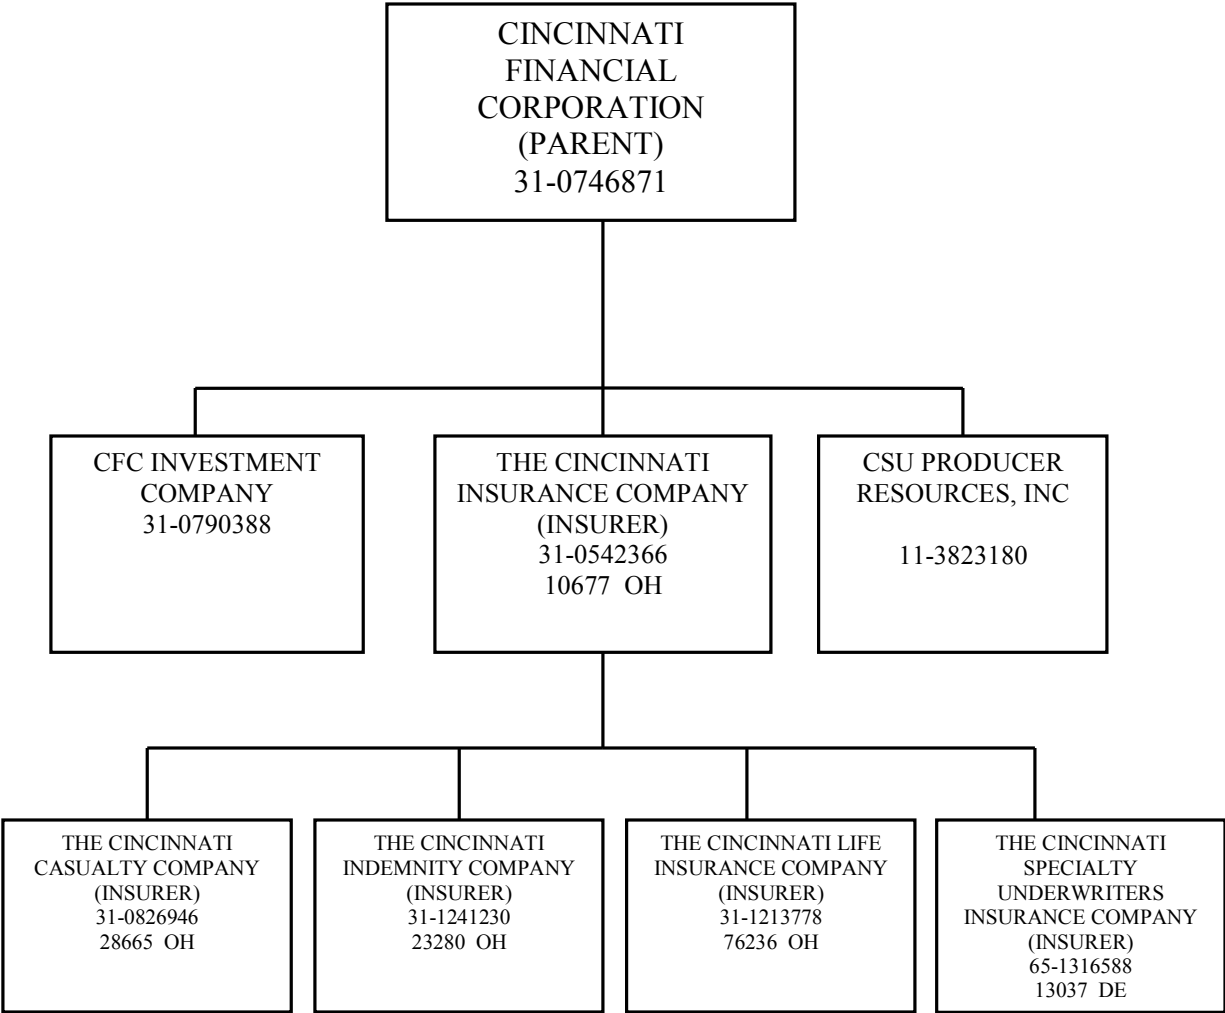 CINCINNATI
FINANCIAL
CORPORATION
(PARENT)
31-0746871
CFC INVESTMENT
COMPANY
31-0790388
THE CINCINNATI
INSURANCE COMPANY
(INSURER)
31-0542366
10677 OH
CSU PRODUCER
RESOURCES, INC
11-3823180
THE CINCINNATI
CASUALTY COMPANY
(INSURER)
31-0826946
28665 OH
THE CINCINNATI
INDEMNITY COMPANY
(INSURER)
31-1241230
23280 OH
THE CINCINNATI LIFE
INSURANCE COMPANY
(INSURER)
31-1213778
76236 OH
THE CINCINNATI
SPECIALTY
UNDERWRITERS
INSURANCE COMPANY
(INSURER)
65-1316588
13037 DE